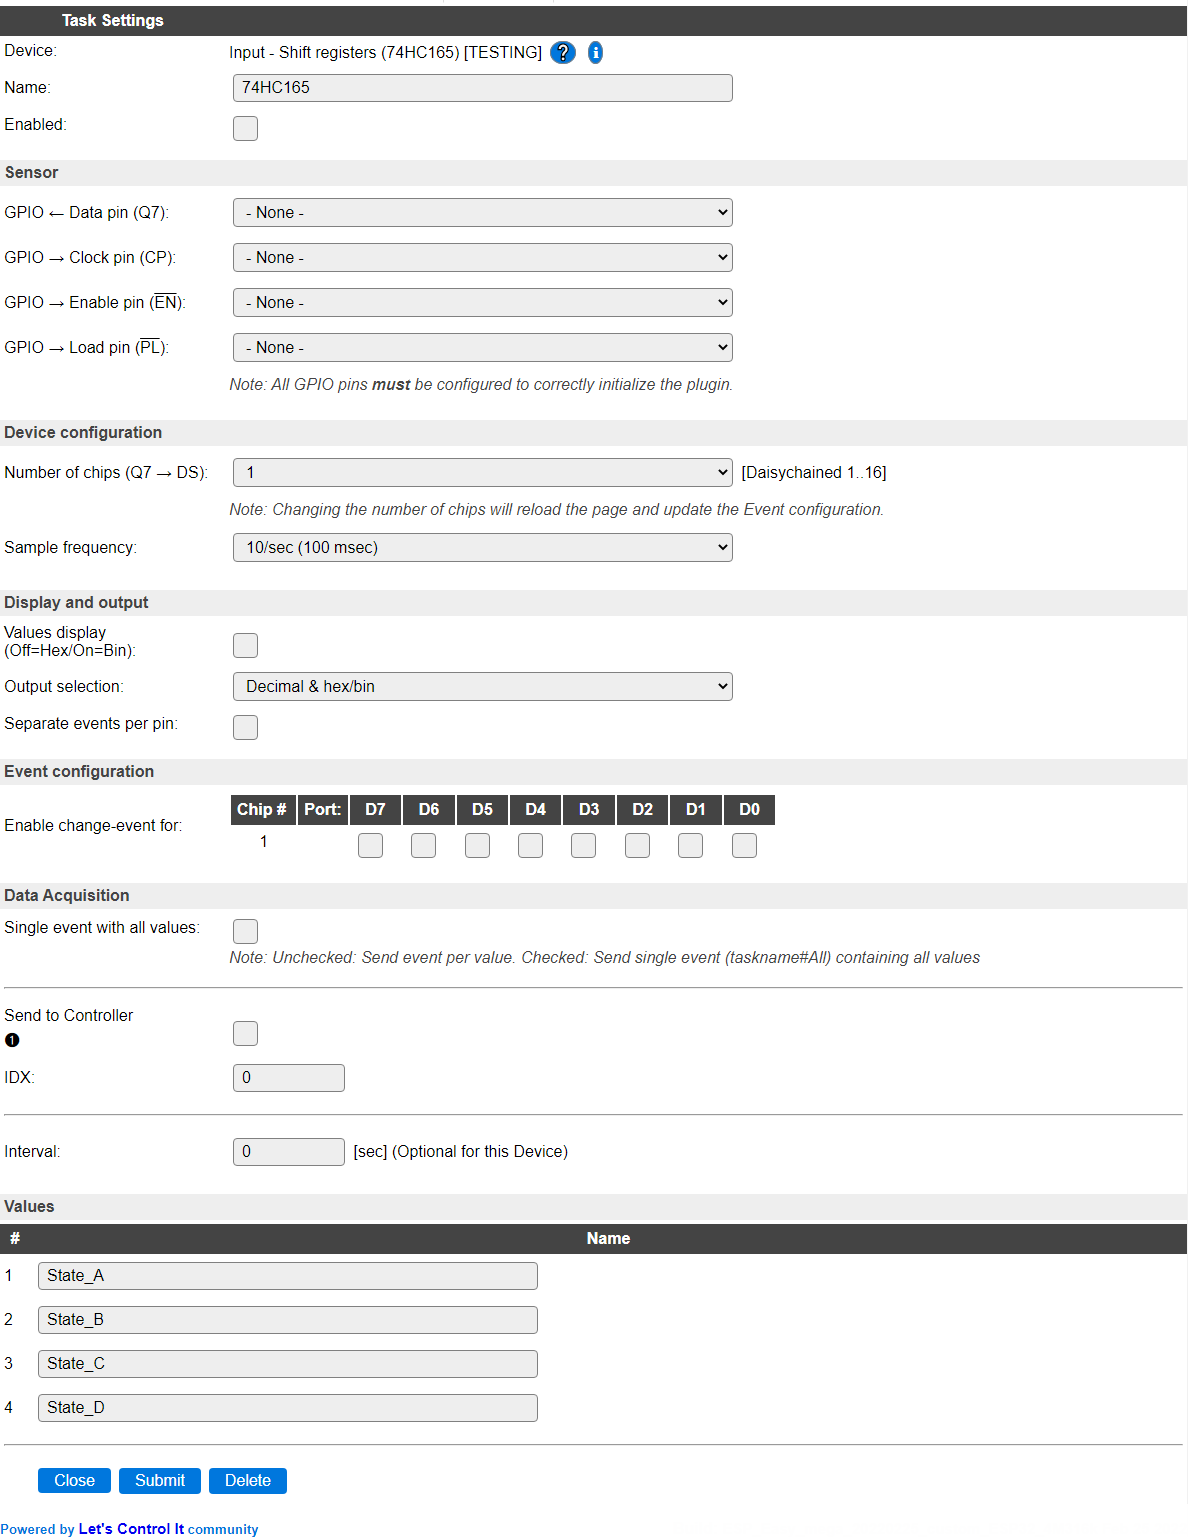 Task Settings
Device: Input - Shift registers (74HC165) [TESTING] ? i
Name: 74HC165
Enabled:
Sensor
GPIO ← Data pin (Q7): - None -
GPIO → Clock pin (CP): - None -
GPIO → Enable pin (E̅N̅): - None -
GPIO → Load pin (P̅L̅): - None -
Note: All GPIO pins must be configured to correctly initialize the plugin.
Device configuration
Number of chips (Q7 → DS): 1 [Daisychained 1..16]
Note: Changing the number of chips will reload the page and update the Event configuration.
Sample frequency: 10/sec (100 msec)
Display and output
Values display
(Off=Hex/On=Bin):
Output selection: Decimal & hex/bin
Separate events per pin:
Event configuration
Chip # Port: D7 D6 D5 D4 D3 D2 D1 D0
Enable change-event for:
1
Data Acquisition
Single event with all values:
Note: Unchecked: Send event per value. Checked: Send single event (taskname#All) containing all values
Send to Controller
❶
IDX: 0
Interval: 0 [sec] (Optional for this Device)
Values
# Name
1 State_A
2 State_B
3 State_C
4 State_D
Close Submit Delete
Powered by Let's Control It community